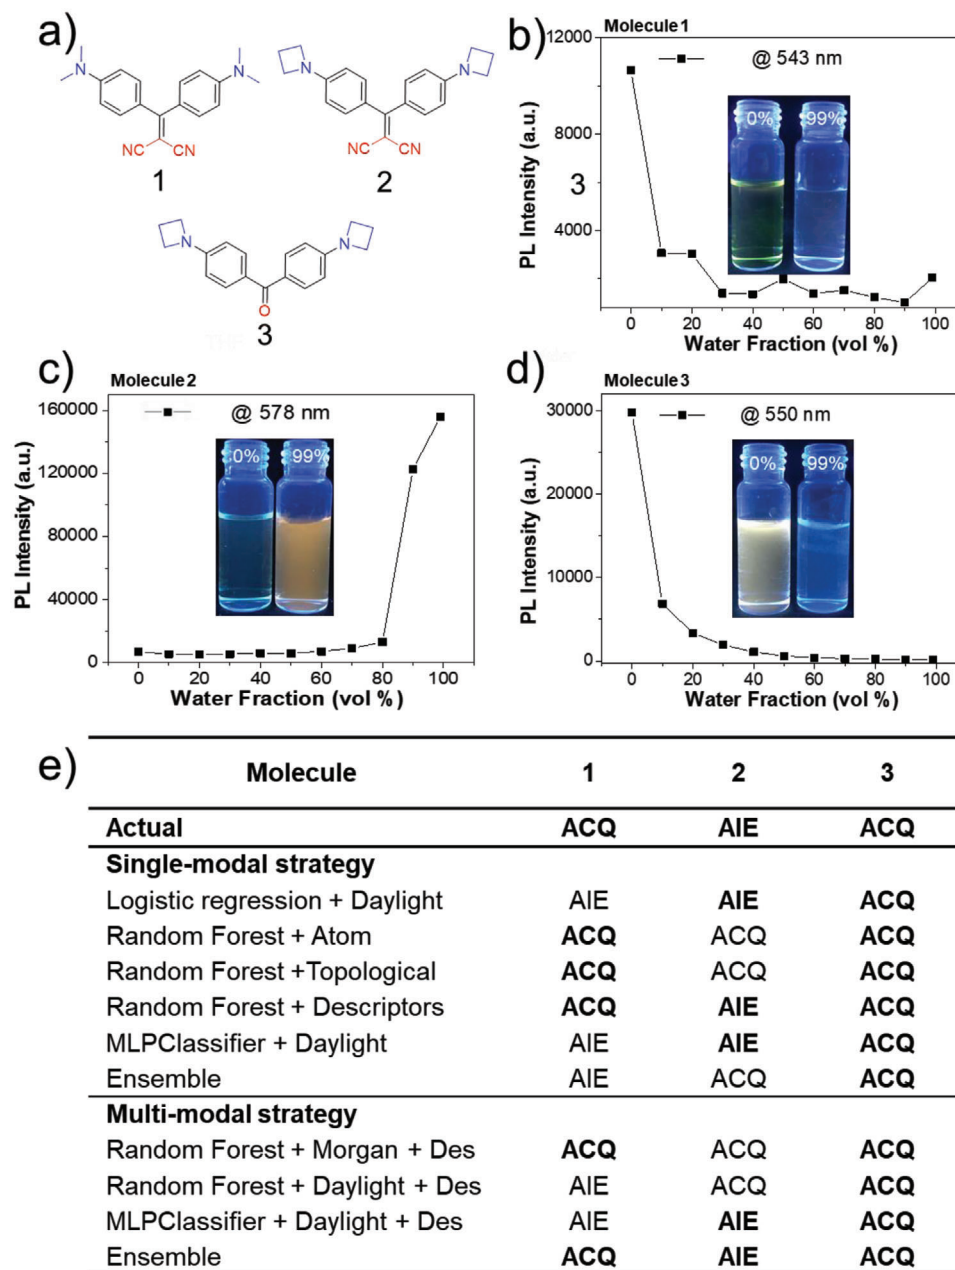 a)
N
N
NC
CN
1
N
N
NC
CN
2
N
N
O
3
b)
Molecule 1
@ 543 nm
0%
99%
3
12000
8000
4000
PL Intensity (a.u.)
0 20 40 60 80 100
Water Fraction (vol %)
c)
Molecule 2
@ 578 nm
0%
99%
160000
120000
80000
40000
0
PL Intensity (a.u.)
0 20 40 60 80 100
Water Fraction (vol %)
d)
Molecule 3
@ 550 nm
0%
99%
30000
20000
10000
0
PL Intensity (a.u.)
0 20 40 60 80 100
Water Fraction (vol %)
e)
Molecule 1 2 3
Actual ACQ AIE ACQ
Single-modal strategy
Logistic regression + Daylight AIE AIE ACQ
Random Forest + Atom ACQ ACQ ACQ
Random Forest +Topological ACQ ACQ ACQ
Random Forest + Descriptors ACQ AIE ACQ
MLPClassifier + Daylight AIE AIE ACQ
Ensemble AIE ACQ ACQ
Multi-modal strategy
Random Forest + Morgan + Des ACQ ACQ ACQ
Random Forest + Daylight + Des AIE ACQ ACQ
MLPClassifier + Daylight + Des AIE AIE ACQ
Ensemble ACQ AIE ACQ